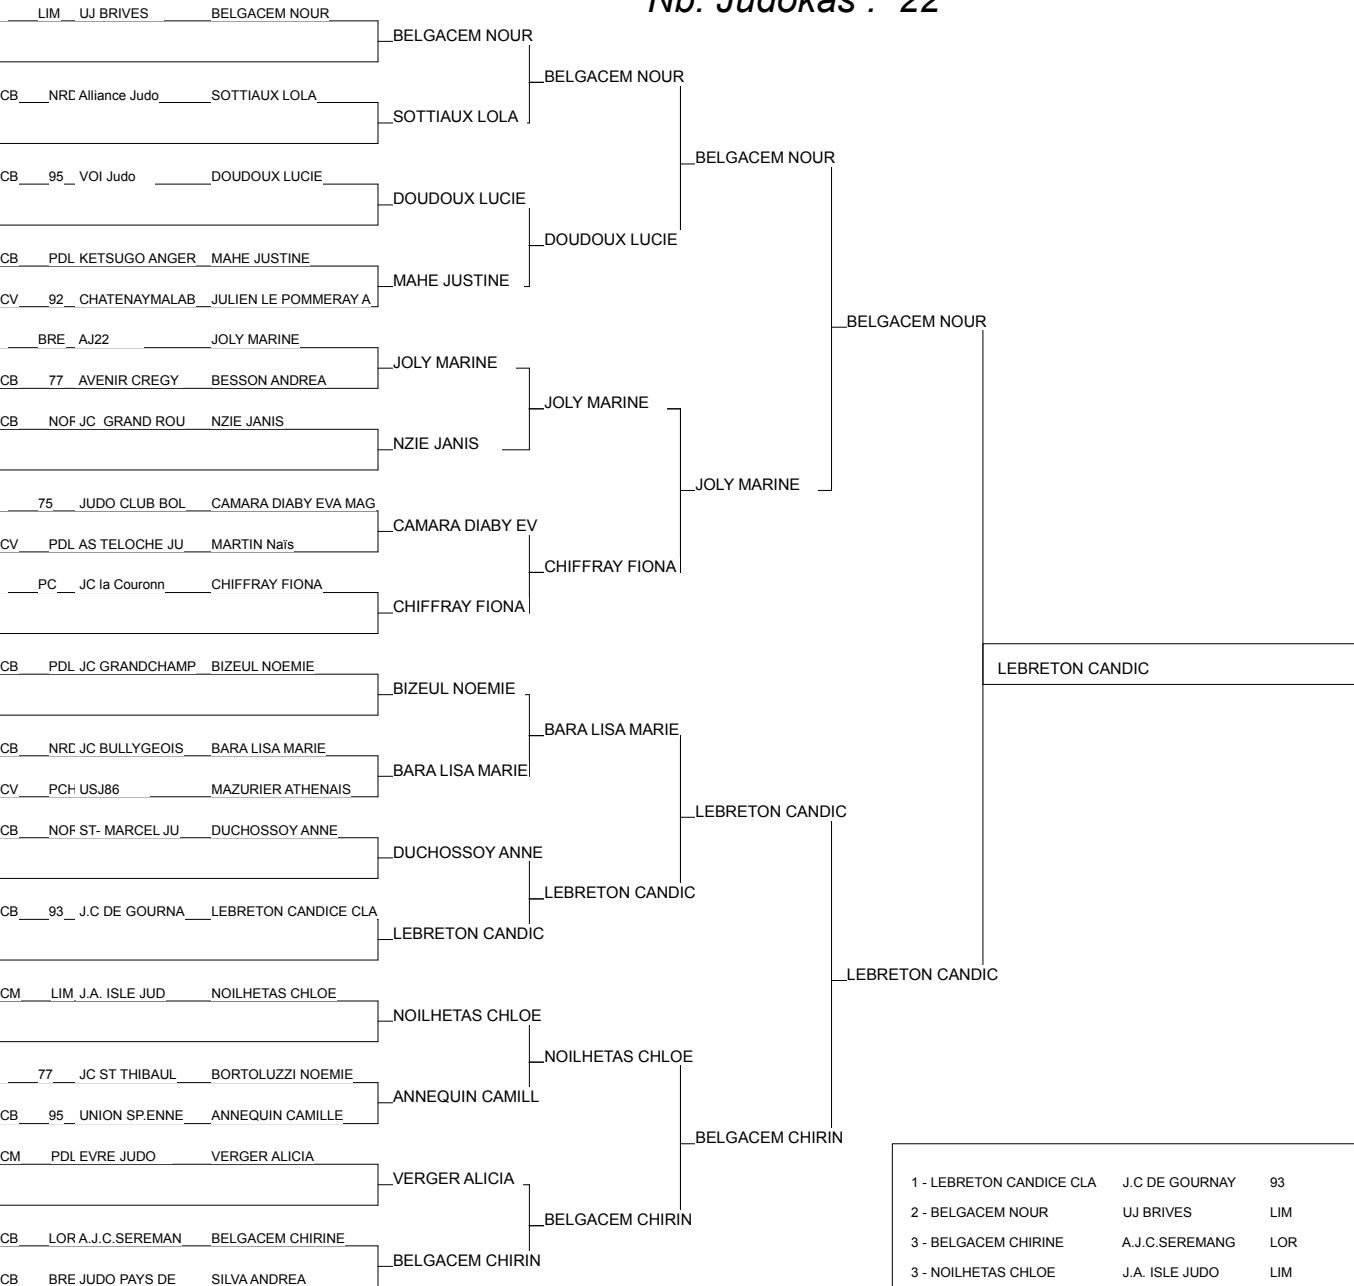 Nb. Judokas : 22
LIM UJ BRIVES BELGACEM NOUR
BELGACEM NOUR
BELGACEM NOUR
CB NRD Alliance Judo SOTTIAUX LOLA
SOTTIAUX LOLA
BELGACEM NOUR
CB 95 VOI Judo DOUDOUX LUCIE
DOUDOUX LUCIE
DOUDOUX LUCIE
CB PDL KETSUGO ANGER MAHE JUSTINE
MAHE JUSTINE
CV 92 CHATENAYMALAB JULIEN LE POMMERAY A
BELGACEM NOUR
BRE AJ22 JOLY MARINE
JOLY MARINE
CB 77 AVENIR CREGY BESSON ANDREA
JOLY MARINE
CB NOR JC GRAND ROU NZIE JANIS
NZIE JANIS
JOLY MARINE
75 JUDO CLUB BOL CAMARA DIABY EVA MAG
CAMARA DIABY EV
CV PDL AS TELOCHE JU MARTIN Naïs
CHIFFRAY FIONA
PC JC la Couronn CHIFFRAY FIONA
CHIFFRAY FIONA
CB PDL JC GRANDCHAMP BIZEUL NOEMIE
LEBRETON CANDIC
BIZEUL NOEMIE
BARA LISA MARIE
CB NRD JC BULLYGEOIS BARA LISA MARIE
BARA LISA MARIE
CV PCH USJ86 MAZURIER ATHENAIS
LEBRETON CANDIC
CB NOR ST- MARCEL JU DUCHOSSOY ANNE
DUCHOSSOY ANNE
LEBRETON CANDIC
CB 93 J.C DE GOURNA LEBRETON CANDICE CLA
LEBRETON CANDIC
LEBRETON CANDIC
CM LIM J.A. ISLE JUD NOILHETAS CHLOE
NOILHETAS CHLOE
NOILHETAS CHLOE
77 JC ST THIBAUL BORTOLUZZI NOEMIE
ANNEQUIN CAMILL
CB 95 UNION SP.ENNE ANNEQUIN CAMILLE
BELGACEM CHIRIN
CM PDL EVRE JUDO VERGER ALICIA
VERGER ALICIA
BELGACEM CHIRIN
CB LOR A.J.C.SEREMAN BELGACEM CHIRINE
BELGACEM CHIRIN
CB BRE JUDO PAYS DE SILVA ANDREA
1 - LEBRETON CANDICE CLA J.C DE GOURNAY 93
2 - BELGACEM NOUR UJ BRIVES LIM
3 - BELGACEM CHIRINE A.J.C.SEREMANG LOR
3 - NOILHETAS CHLOE J.A. ISLE JUDO LIM